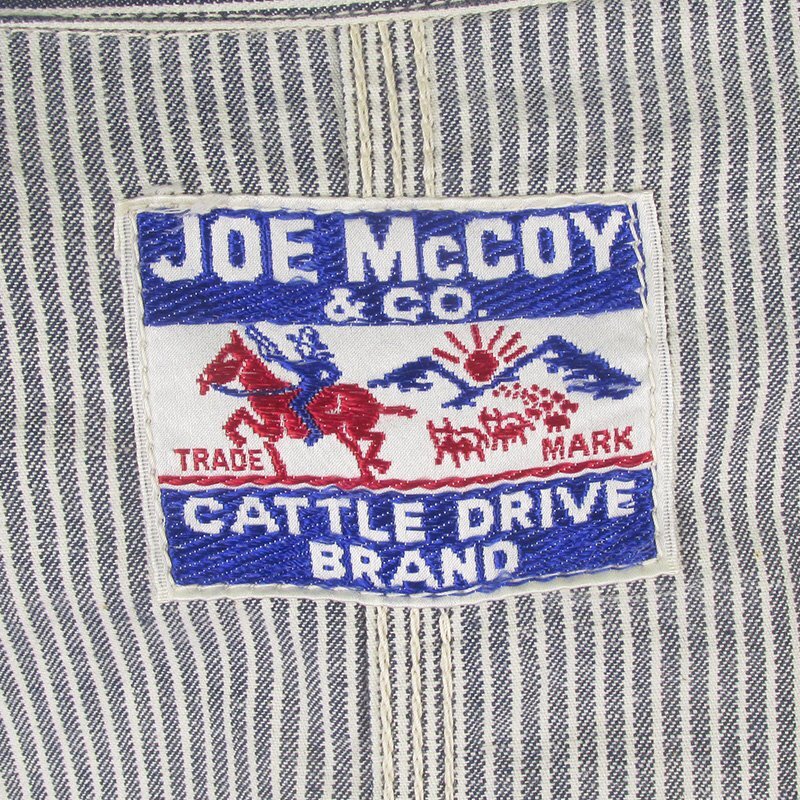 JOE McCOY
& CO.
TRADE MARK
CATTLE DRIVE
BRAND